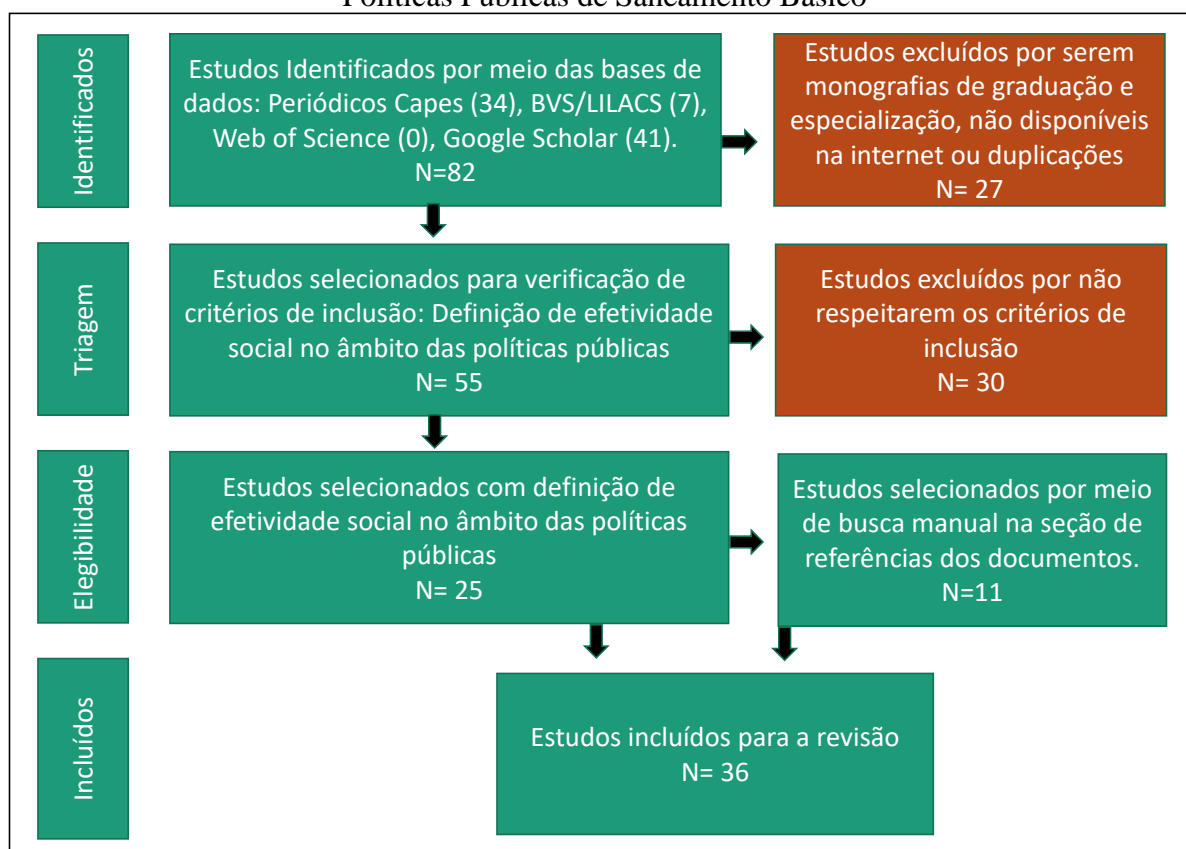 Políticas Públicas de Saneamento Básico
Identificados
Estudos Identificados por meio das bases de
dados: Periódicos Capes (34), BVS/LILACS (7),
Web of Science (0), Google Scholar (41).
N=82
Estudos excluídos por serem
monografias de graduação e
especialização, não disponíveis
na internet ou duplicações
N= 27
Triagem
Estudos selecionados para verificação de
critérios de inclusão: Definição de efetividade
social no âmbito das políticas públicas
N= 55
Estudos excluídos por não
respeitarem os critérios de
inclusão
N= 30
Elegibilidade
Estudos selecionados com definição de
efetividade social no âmbito das políticas
públicas
N= 25
Estudos selecionados por meio
de busca manual na seção de
referências dos documentos.
N=11
Incluídos
Estudos incluídos para a revisão
N= 36